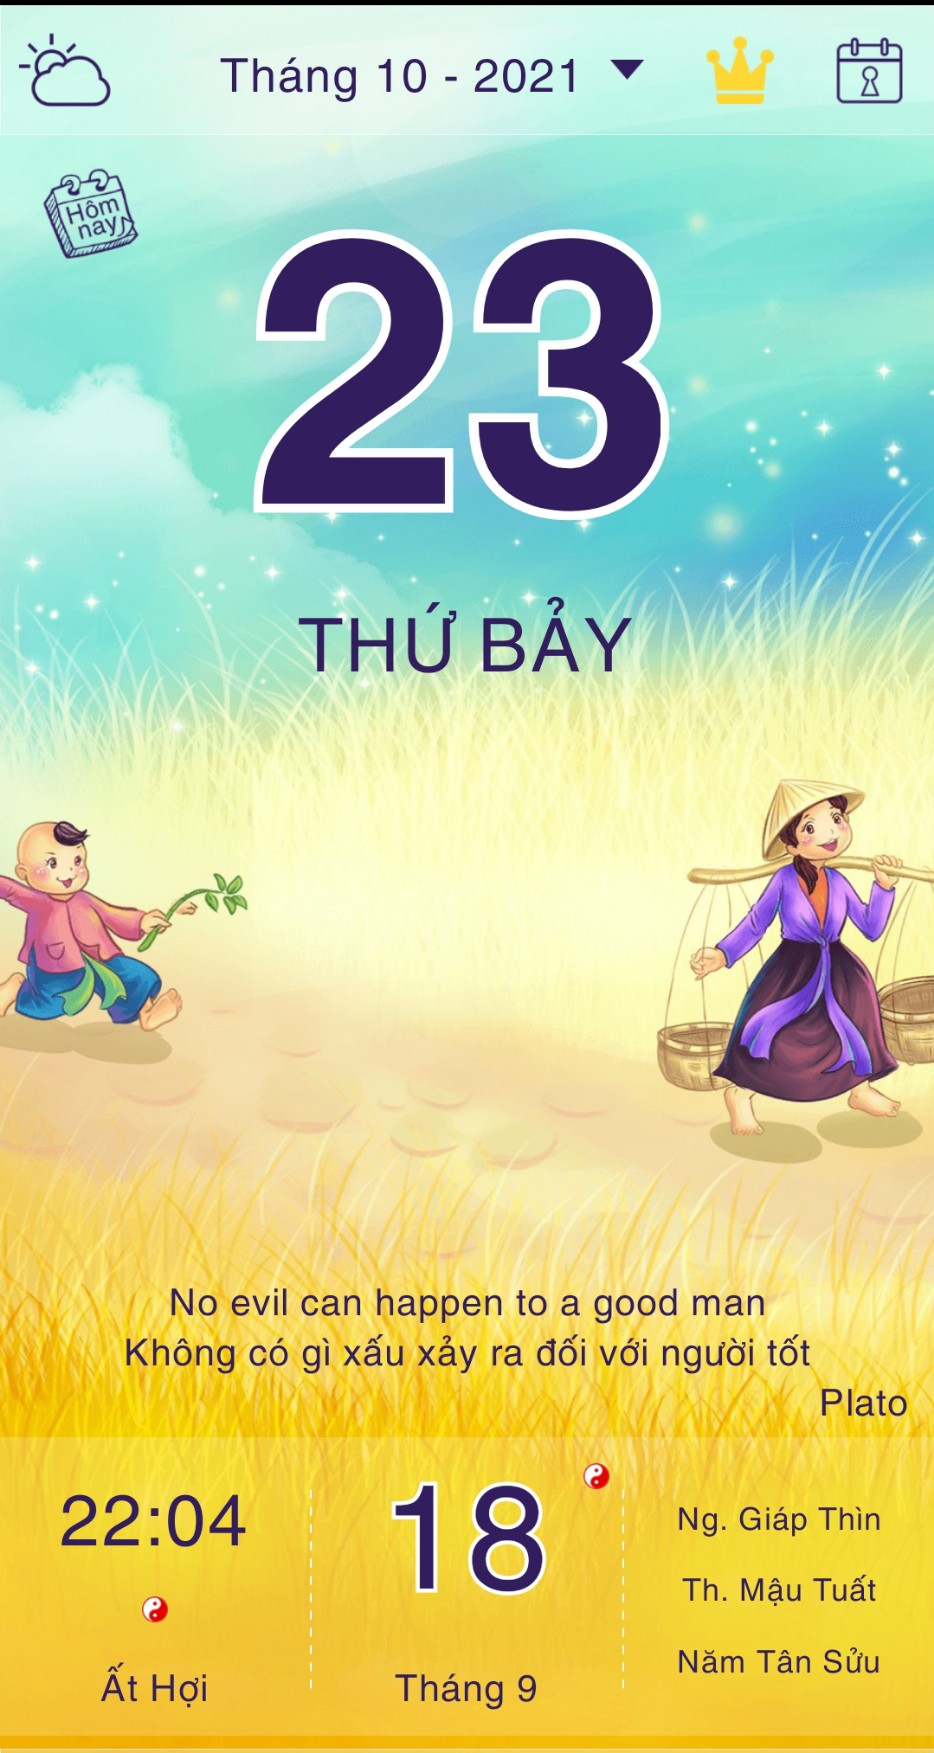 Tháng 10 - 2021
Hôm
nay
23
THỨ BẢY
No evil can happen to a good man
Không có gì xấu xảy ra đối với người tốt
Plato
22:04
Ất Hợi
18
Tháng 9
Ng. Giáp Thìn
Th. Mậu Tuất
Năm Tân Sửu